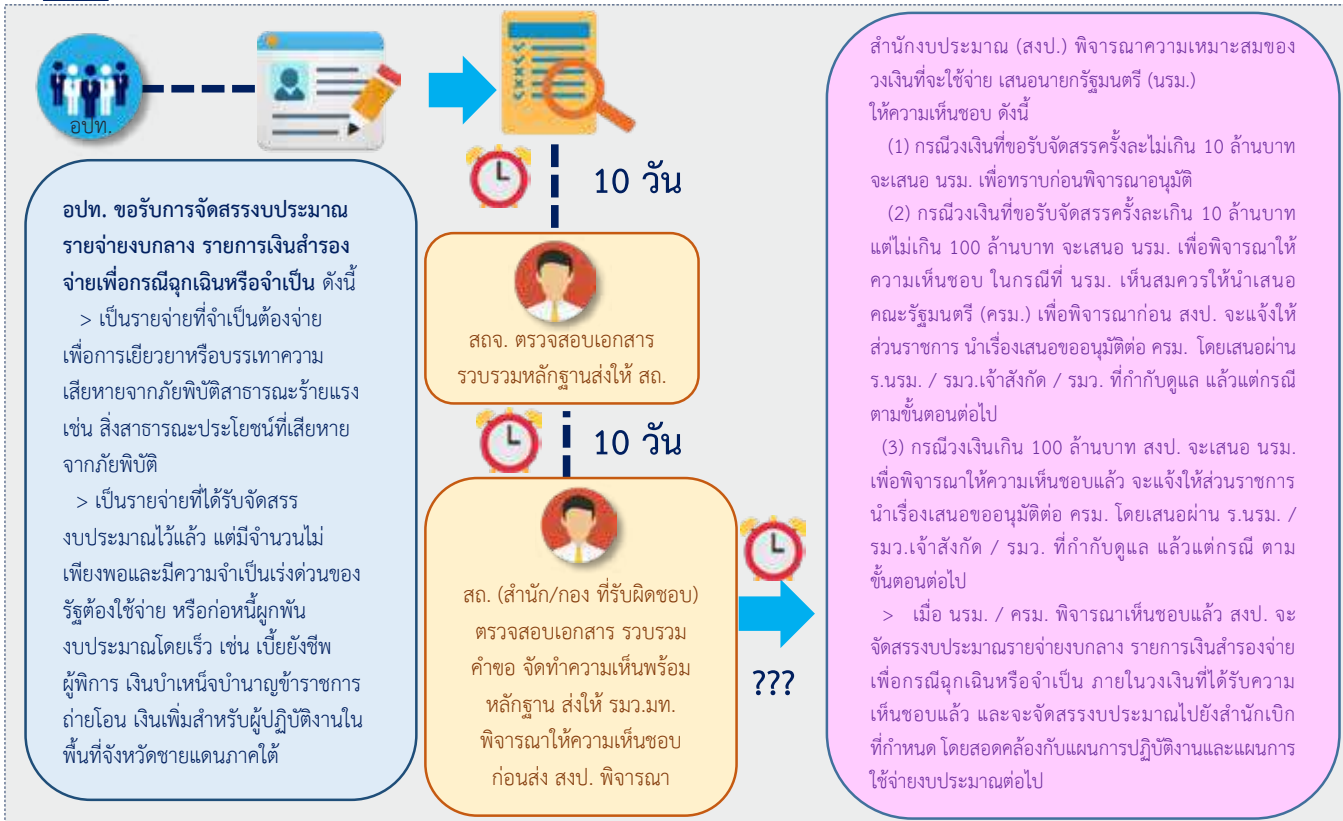 อปท.
อปท. ขอรับการจัดสรรงบประมาณ
รายจ่ายงบกลาง รายการเงินสำรอง
จ่ายเพื่อกรณีฉุกเฉินหรือจำเป็น ดังนี้
> เป็นรายจ่ายที่จำเป็นต้องจ่าย
เพื่อการเยียวยาหรือบรรเทาความ
เสียหายจากภัยพิบัติสาธารณะร้ายแรง
เช่น สิ่งสาธารณะประโยชน์ที่เสียหาย
จากภัยพิบัติ
> เป็นรายจ่ายที่ได้รับจัดสรร
งบประมาณไว้แล้ว แต่มีจำนวนไม่
เพียงพอและมีความจำเป็นเร่งด่วนของ
รัฐต้องใช้จ่าย หรือก่อหนี้ผูกพัน
งบประมาณโดยเร็ว เช่น เบี้ยยังชีพ
ผู้พิการ เงินบำเหน็จบำนาญข้าราชการ
ถ่ายโอน เงินเพิ่มสำหรับผู้ปฏิบัติงานใน
พื้นที่จังหวัดชายแดนภาคใต้
10 วัน
สถจ. ตรวจสอบเอกสาร
รวบรวมหลักฐานส่งให้ สถ.
10 วัน
สถ. (สำนัก/กอง ที่รับผิดชอบ)
ตรวจสอบเอกสาร รวบรวม
คำขอ จัดทำความเห็นพร้อม
หลักฐาน ส่งให้ รมว.มท.
พิจารณาให้ความเห็นชอบ
ก่อนส่ง สงป. พิจารณา
???
สำนักงบประมาณ (สงป.) พิจารณาความเหมาะสมของ
วงเงินที่จะใช้จ่าย เสนอนายกรัฐมนตรี (นรม.)
ให้ความเห็นชอบ ดังนี้
(1) กรณีวงเงินที่ขอรับจัดสรรครั้งละไม่เกิน 10 ล้านบาท
จะเสนอ นรม. เพื่อทราบก่อนพิจารณาอนุมัติ
(2) กรณีวงเงินที่ขอรับจัดสรรครั้งละเกิน 10 ล้านบาท
แต่ไม่เกิน 100 ล้านบาท จะเสนอ นรม. เพื่อพิจารณาให้
ความเห็นชอบ ในกรณีที่ นรม. เห็นสมควรให้นำเสนอ
คณะรัฐมนตรี (ครม.) เพื่อพิจารณาก่อน สงป. จะแจ้งให้
ส่วนราชการ นำเรื่องเสนอขออนุมัติต่อ ครม. โดยเสนอผ่าน
ร.นรม. / รมว.เจ้าสังกัด / รมว. ที่กำกับดูแล แล้วแต่กรณี
ตามขั้นตอนต่อไป
(3) กรณีวงเงินเกิน 100 ล้านบาท สงป. จะเสนอ นรม.
เพื่อพิจารณาให้ความเห็นชอบแล้ว จะแจ้งให้ส่วนราชการ
นำเรื่องเสนอขออนุมัติต่อ ครม. โดยเสนอผ่าน ร.นรม. /
รมว.เจ้าสังกัด / รมว. ที่กำกับดูแล แล้วแต่กรณี ตาม
ขั้นตอนต่อไป
> เมื่อ นรม. / ครม. พิจารณาเห็นชอบแล้ว สงป. จะ
จัดสรรงบประมาณรายจ่ายงบกลาง รายการเงินสำรองจ่าย
เพื่อกรณีฉุกเฉินหรือจำเป็น ภายในวงเงินที่ได้รับความ
เห็นชอบแล้ว และจะจัดสรรงบประมาณไปยังสำนักเบิก
ที่กำหนด โดยสอดคล้องกับแผนการปฏิบัติงานและแผนการ
ใช้จ่ายงบประมาณต่อไป